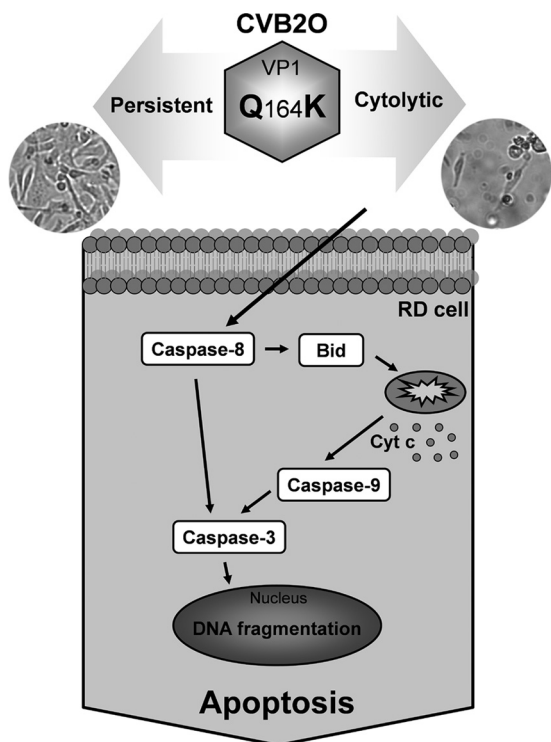 CVB2O
VP1
Persistent
Q164K
Cytolytic
RD cell
Caspase-8
Bid
Cyt c
Caspase-9
Caspase-3
Nucleus
DNA fragmentation
Apoptosis